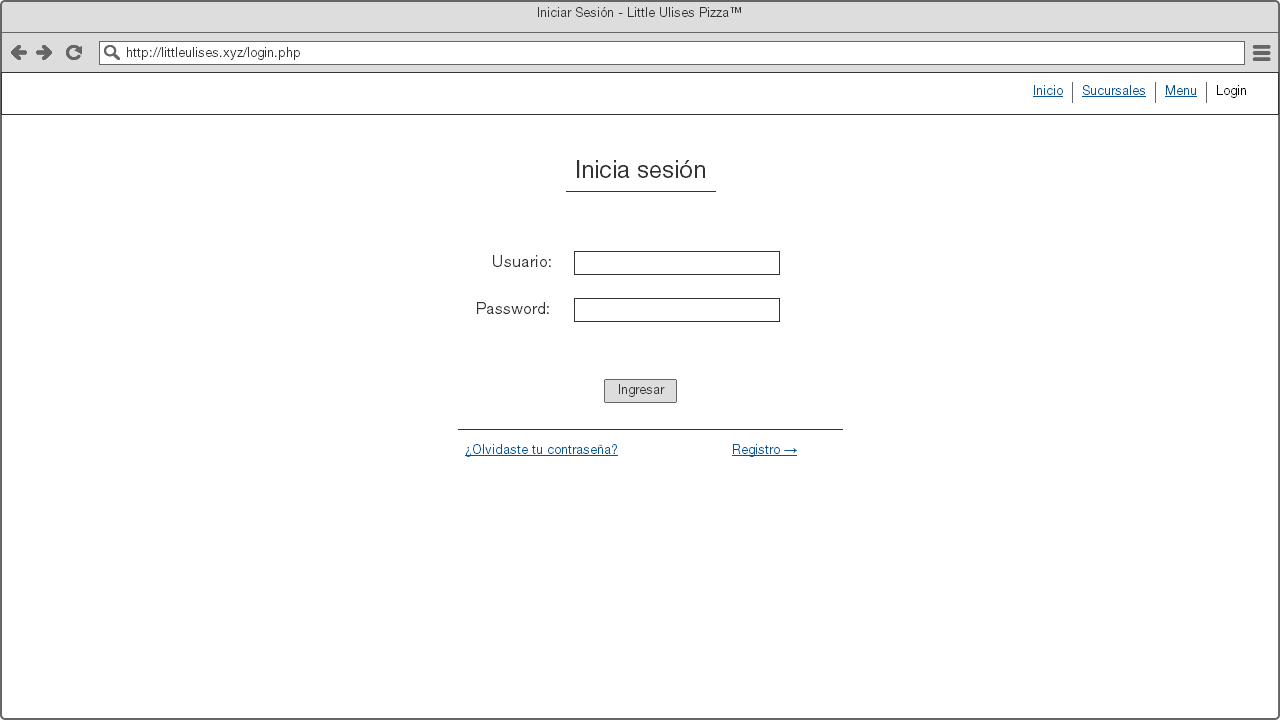 Iniciar Sesión - Little Ulises Pizza™
http://littleulises.xyz/login.php
Inicio Sucursales Menu Login
Inicia sesión
Usuario:
Password:
Ingresar
¿Olvidaste tu contraseña? Registro →